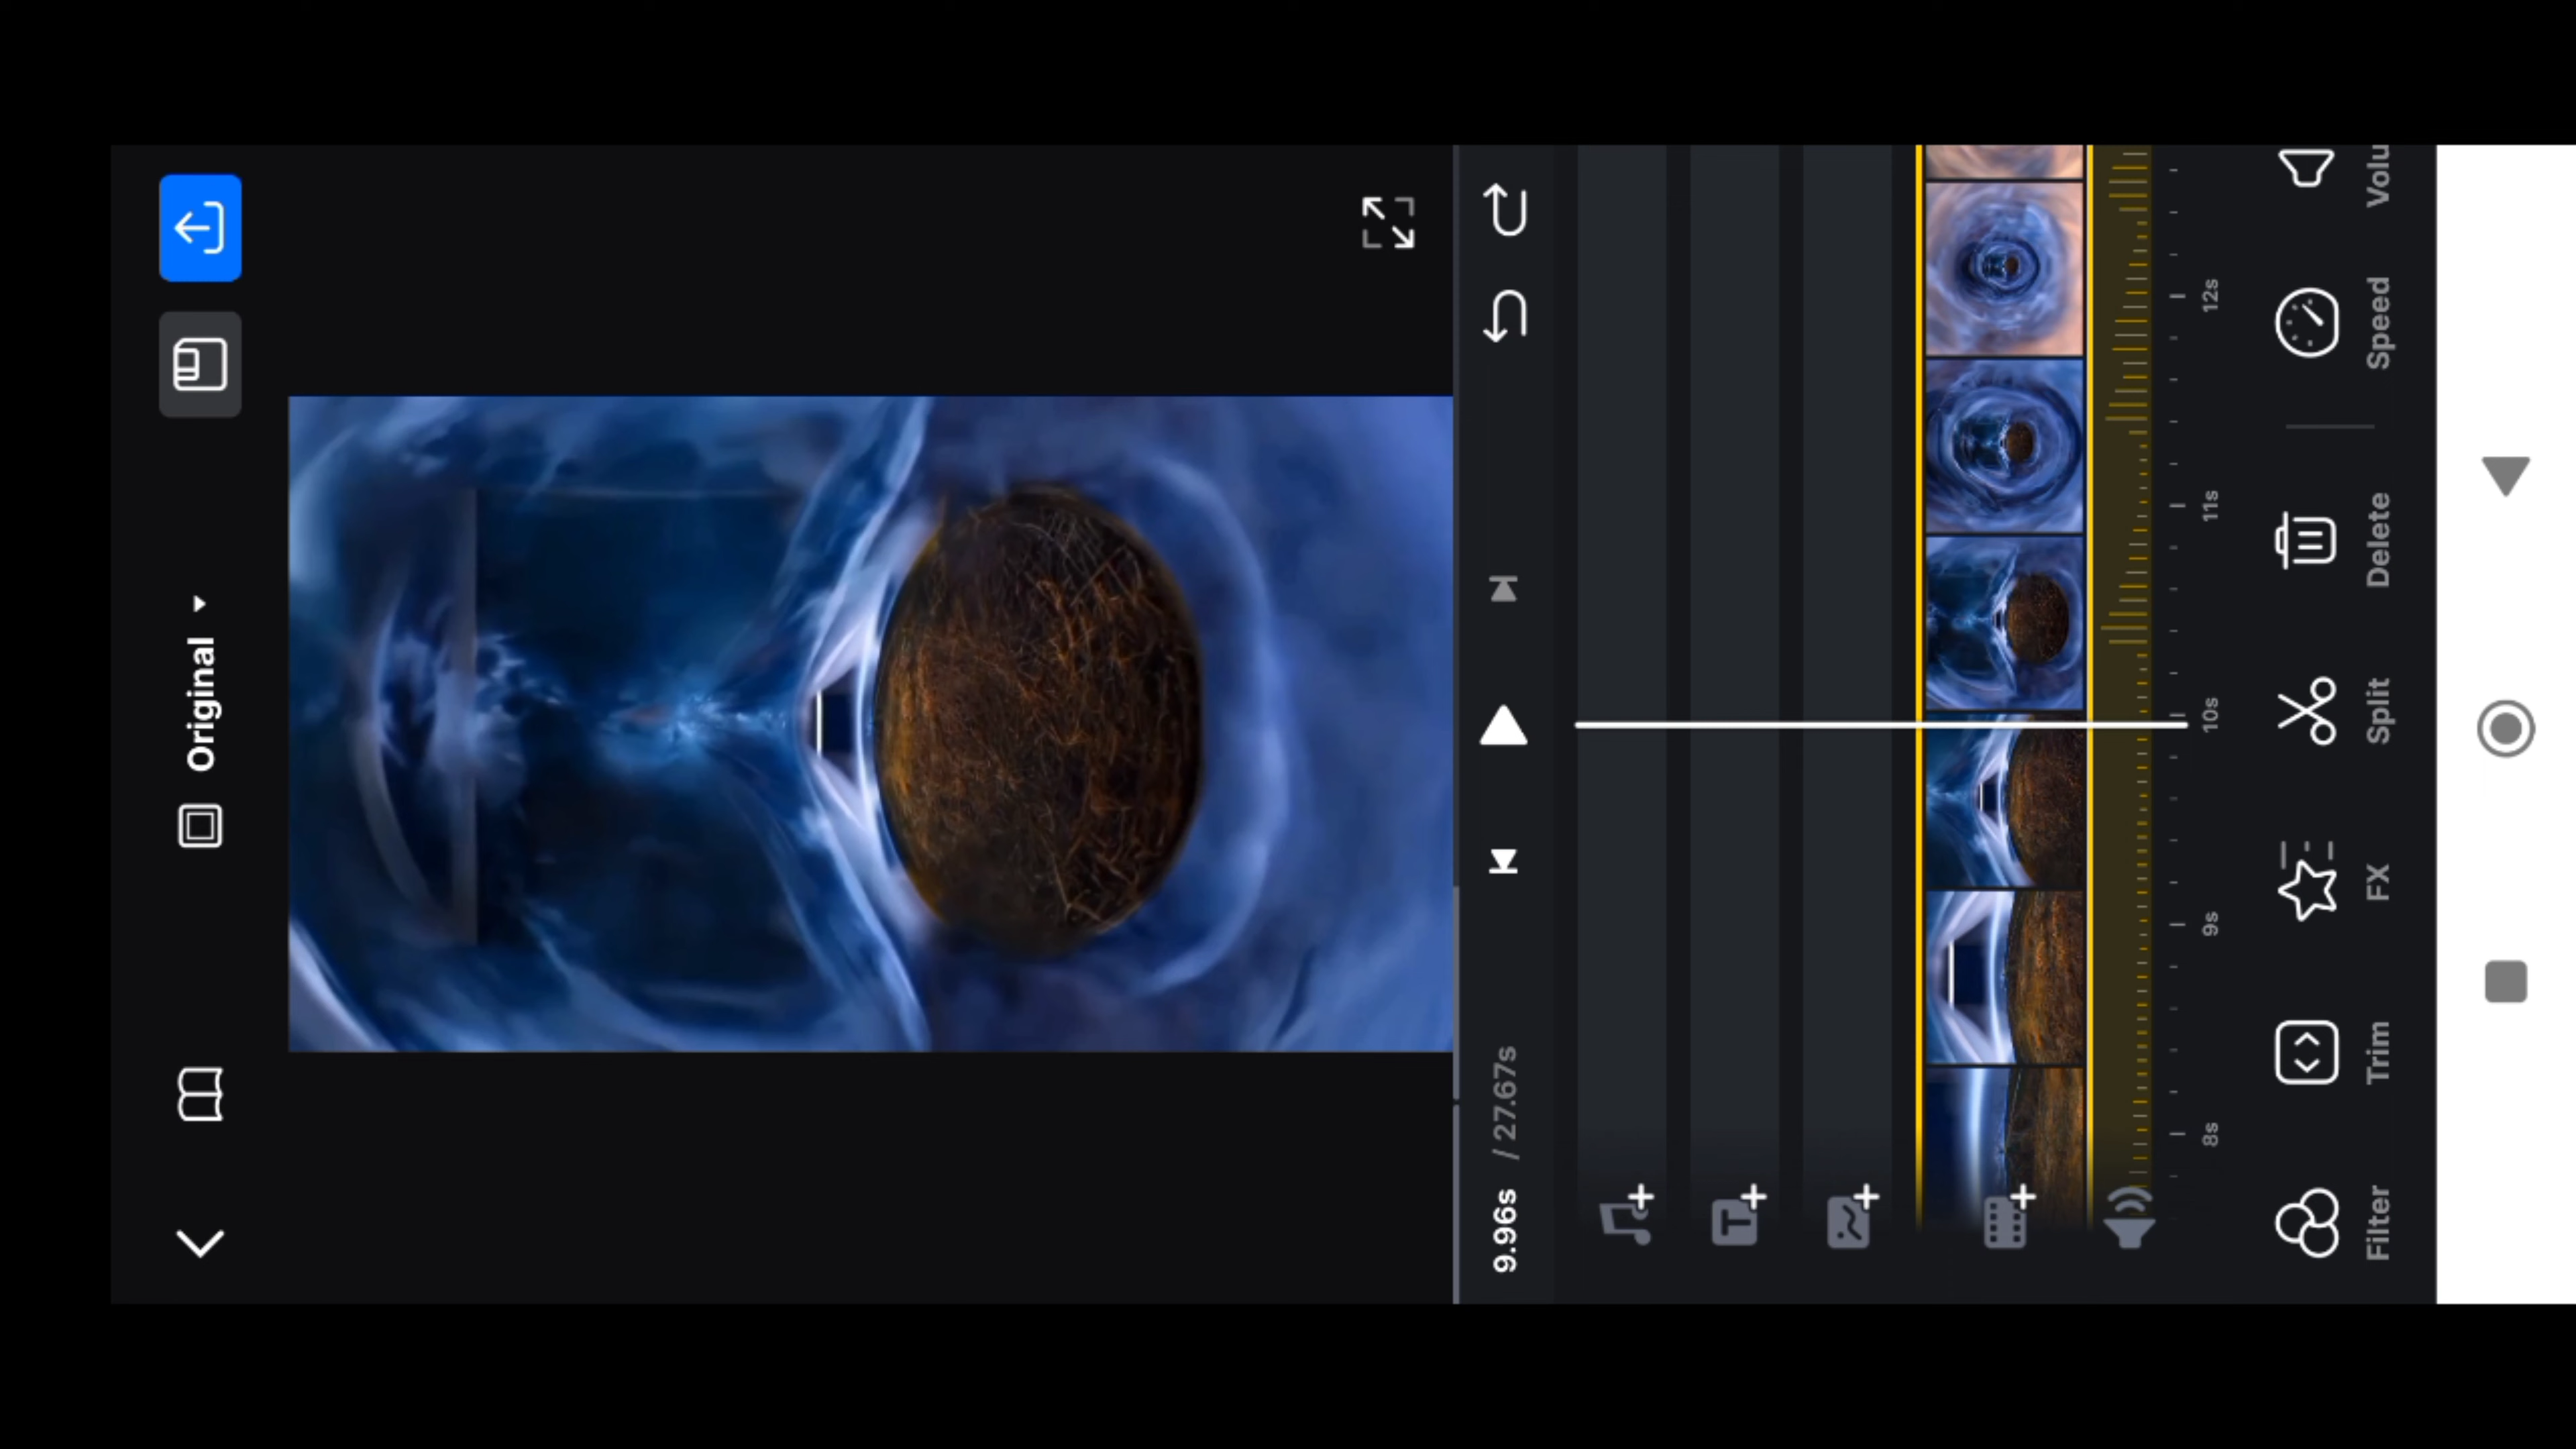 Original
9.96s / 27.67s
T
8s 9s 10s 11s 12s
Filter Trim FX Split Delete Speed Volu